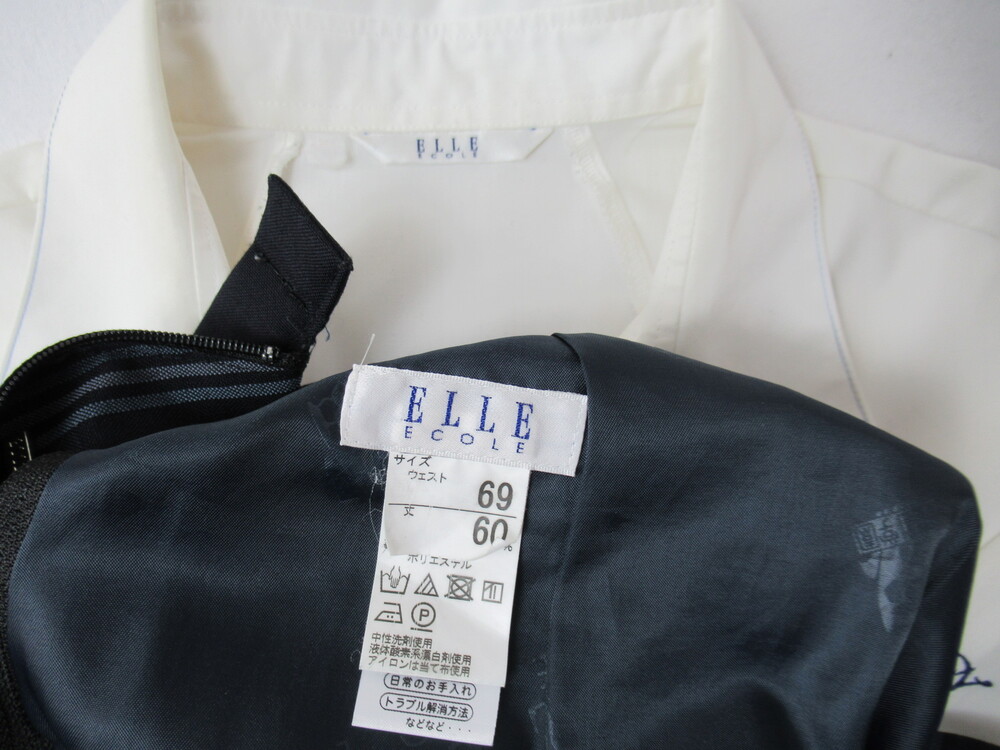 ELLE
ECOLE
ELLE
ECOLE
サイズ
ウエスト
69
丈
60
%
ポリエステル
P
中性洗剤使用
液体酸素系漂白剤使用
アイロンは当て布使用
日常のお手入れ
トラブル解消方法
などなど・・・